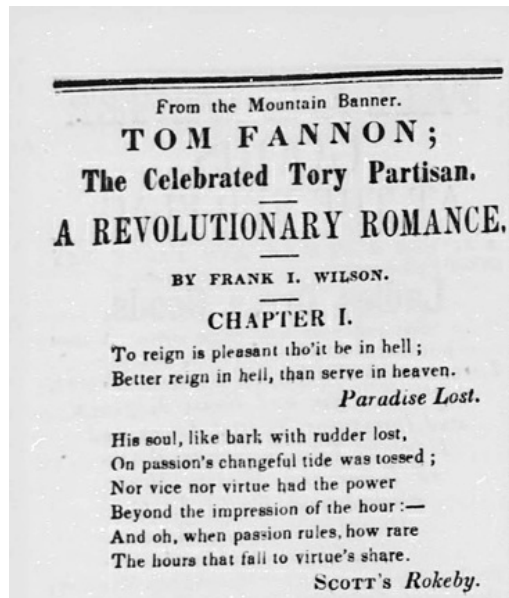 From the Mountain Banner.
TOM FANNON;
The Celebrated Tory Partisan.
A REVOLUTIONARY ROMANCE.
BY FRANK I. WILSON.
CHAPTER I.
To reign is pleasant tho'it be in hell;
Better reign in hell, than serve in heaven.
Paradise Lost.
His soul, like bark with rudder lost,
On passion's changeful tide was tossed;
Nor vice nor virtue had the power
Beyond the impression of the hour:—
And oh, when passion rules, how rare
The hours that fall to virtue's share.
SCOTT'S Rokeby.